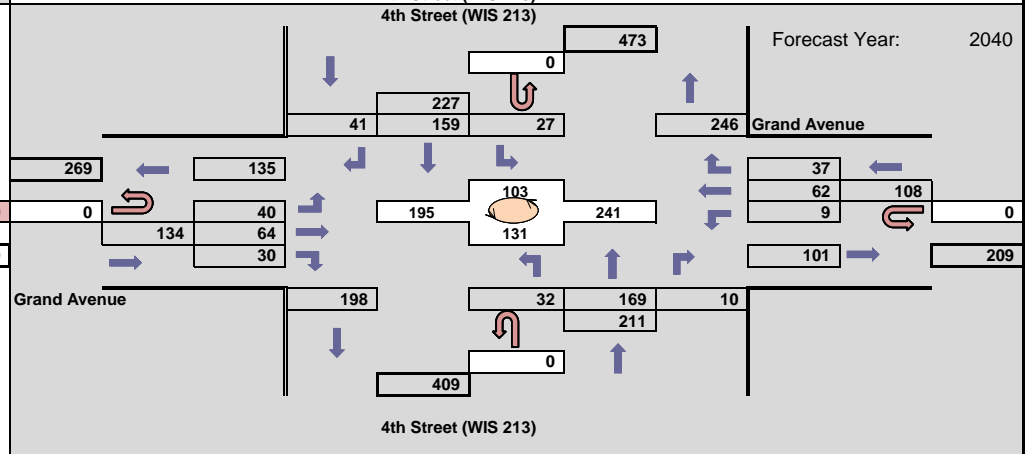 4th Street (WIS 213)
473
Forecast Year: 2040
0
227
41 159 27 246 Grand Avenue
269 135 37
103
62 108
0 40 195 241 9 0
134 64
131
30 101 209
Grand Avenue 198 32 169 10
211
0
409
4th Street (WIS 213)